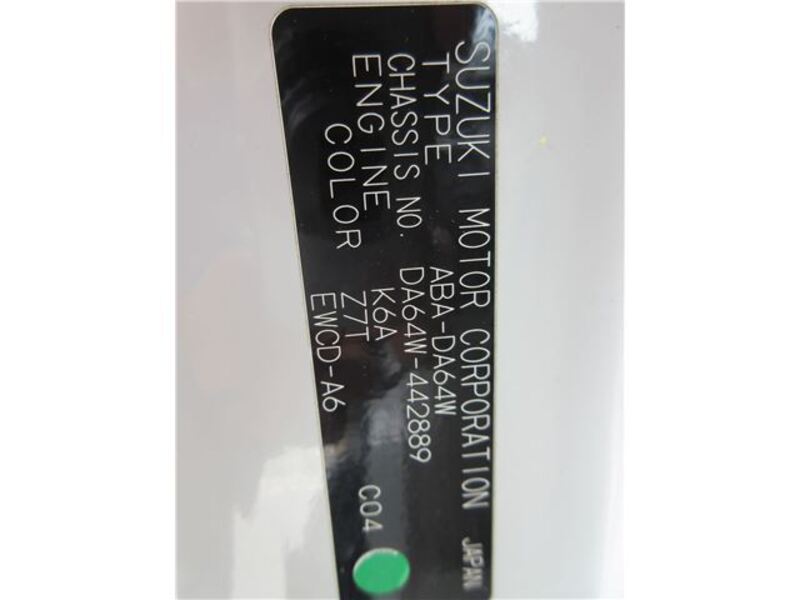 SUZUKI MOTOR CORPORATION JAPAN
TYPE ABA-DA64W
CHASSIS NO. DA64W-442889
ENGINE K6A
COLOR Z7T C04
EWCD-A6